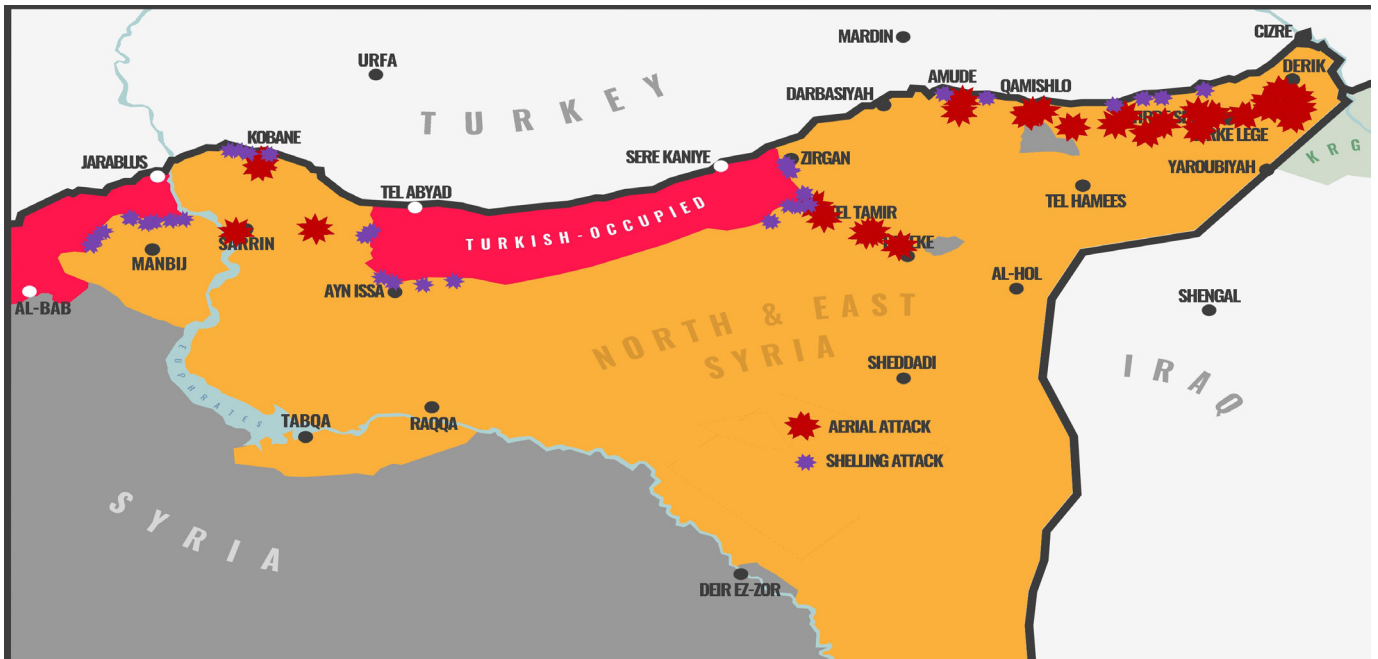 CIZRE
MARDIN
URFA
DERIK
TURKEY
AMUDE
QAMISHLO
DARBASIYAH
KOBANE
LEGE
KRG
JARABLUS
SERE KANIYE
ZIRGAN
YAROUBIYAH
TEL ABYAD
TEL HAMEES
TURKISH-OCCUPIED
TAMIR
SARRIN
MANBIJ
AL-HOL
AYN ISSA
SHENGAL
AL-BAB
NORTH & EAST
SYRIA
EUPHRATES
SHEDDADI
IRAQ
TABQA
RAQQA
AERIAL ATTACK
SHELLING ATTACK
SYRIA
DEIR EZ-ZOR